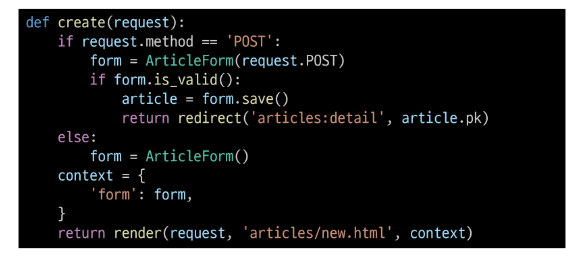 def create(request):
    if request.method == 'POST':
        form = ArticleForm(request.POST)
        if form.is_valid():
            article = form.save()
            return redirect('articles:detail', article.pk)
    else:
        form = ArticleForm()
    context = {
        'form': form,
    }
    return render(request, 'articles/new.html', context)